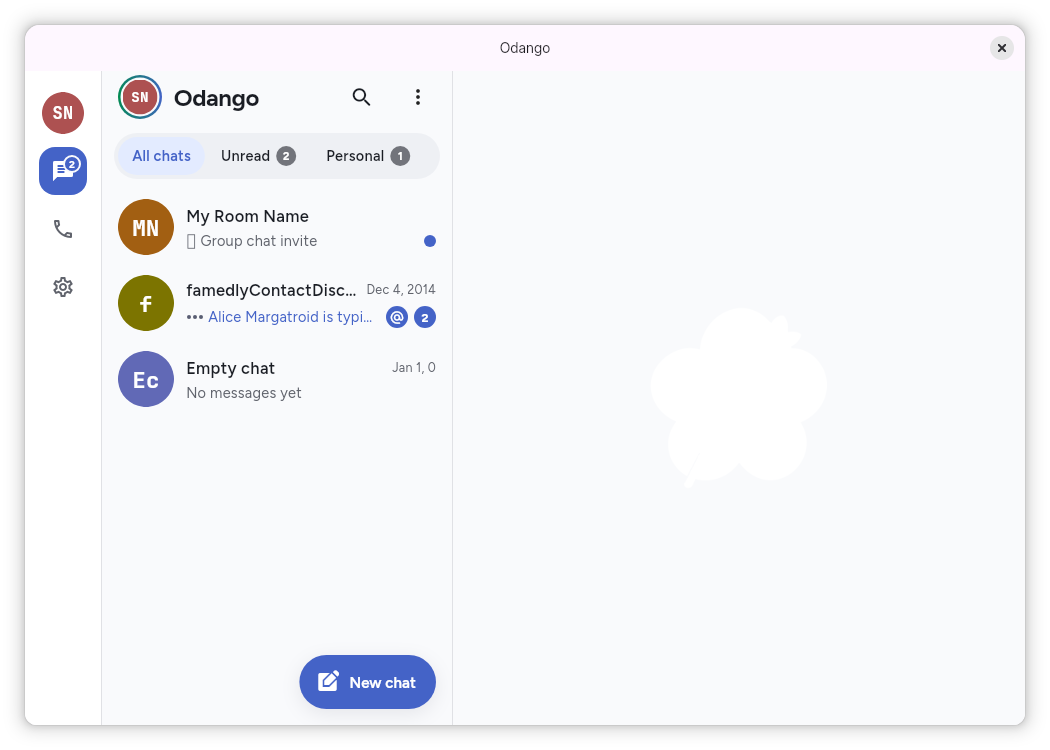 Odango
SN
SN
Odango
2
All chats
Unread 2
Personal 1
MN
My Room Name
Group chat invite
f
famedlyContactDisc...
Dec 4, 2014
••• Alice Margatroid is typi...
@ 2
Ec
Empty chat
Jan 1, 0
No messages yet
New chat